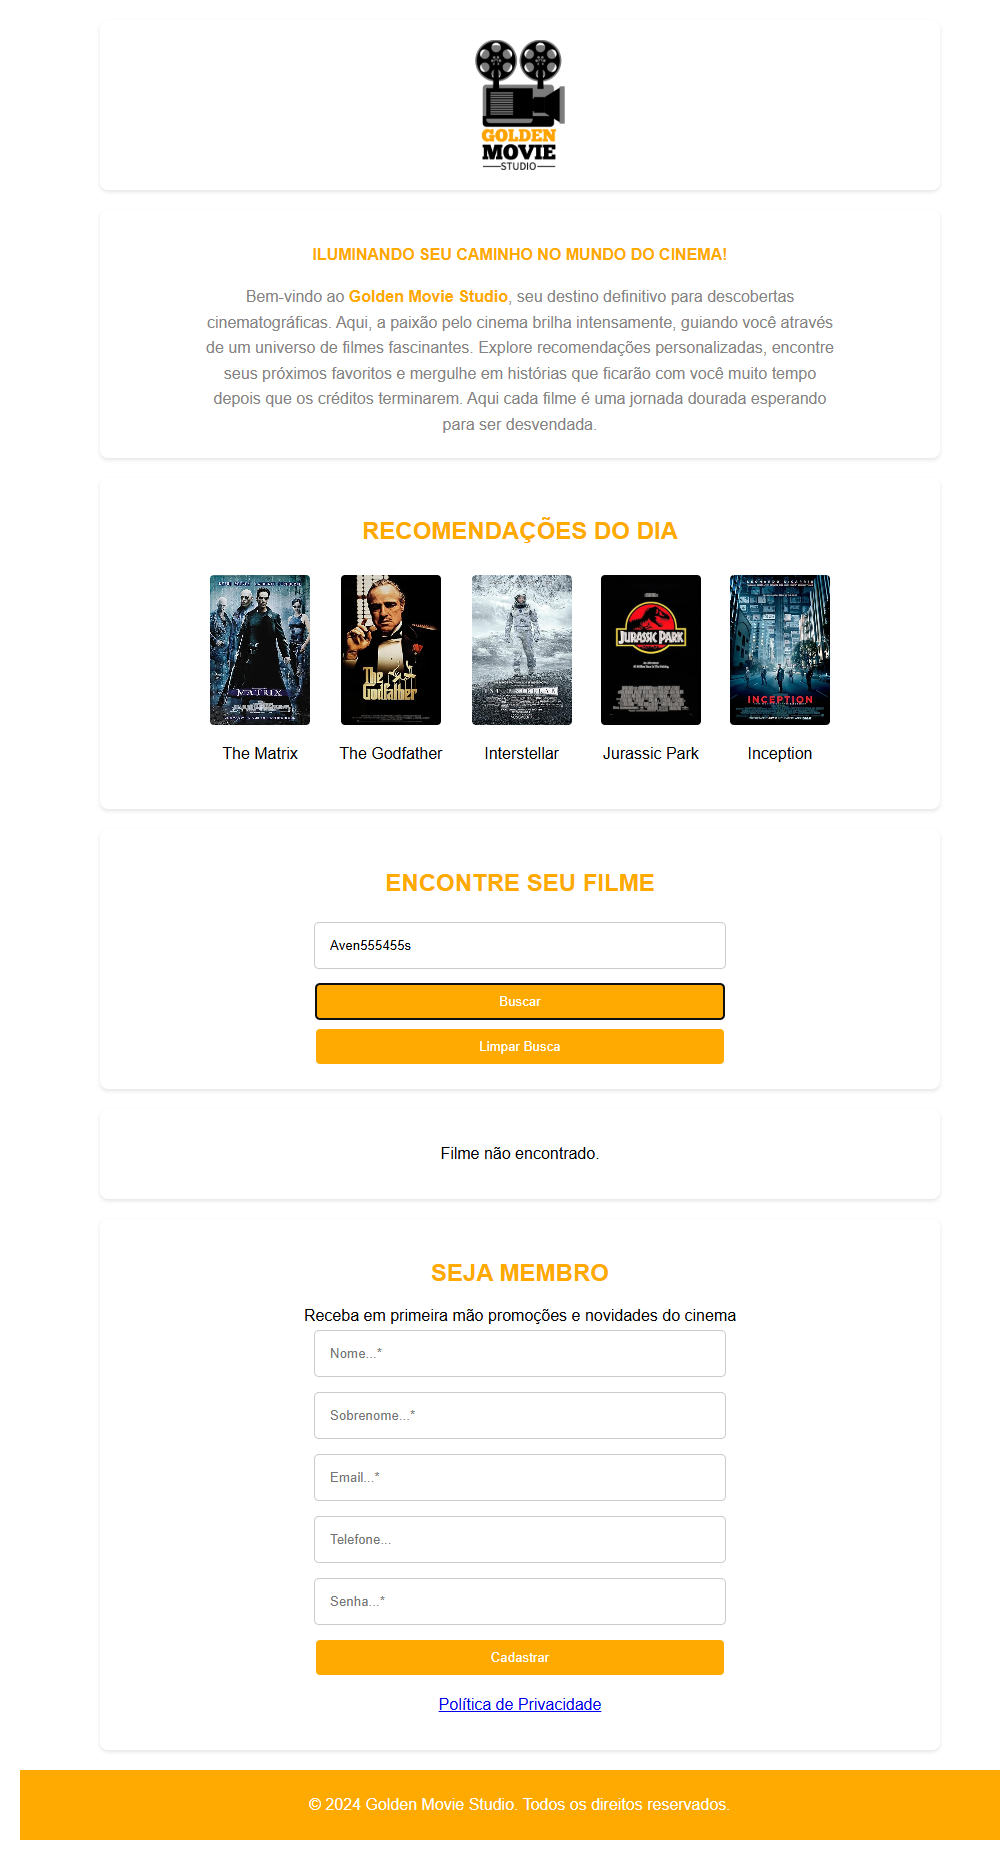 GOLDEN
MOVIE
STUDIO
ILUMINANDO SEU CAMINHO NO MUNDO DO CINEMA!
Bem-vindo ao Golden Movie Studio, seu destino definitivo para descobertas
cinematográficas. Aqui, a paixão pelo cinema brilha intensamente, guiando você através
de um universo de filmes fascinantes. Explore recomendações personalizadas, encontre
seus próximos favoritos e mergulhe em histórias que ficarão com você muito tempo
depois que os créditos terminarem. Aqui cada filme é uma jornada dourada esperando
para ser desvendada.
RECOMENDAÇÕES DO DIA
MATRIX
The Godfather
JURASSIC PARK
INCEPTION
The Matrix
The Godfather
Interstellar
Jurassic Park
Inception
ENCONTRE SEU FILME
Aven555455s
Buscar
Limpar Busca
Filme não encontrado.
SEJA MEMBRO
Receba em primeira mão promoções e novidades do cinema
Nome...*
Sobrenome...*
Email...*
Telefone...
Senha...*
Cadastrar
Política de Privacidade
© 2024 Golden Movie Studio. Todos os direitos reservados.